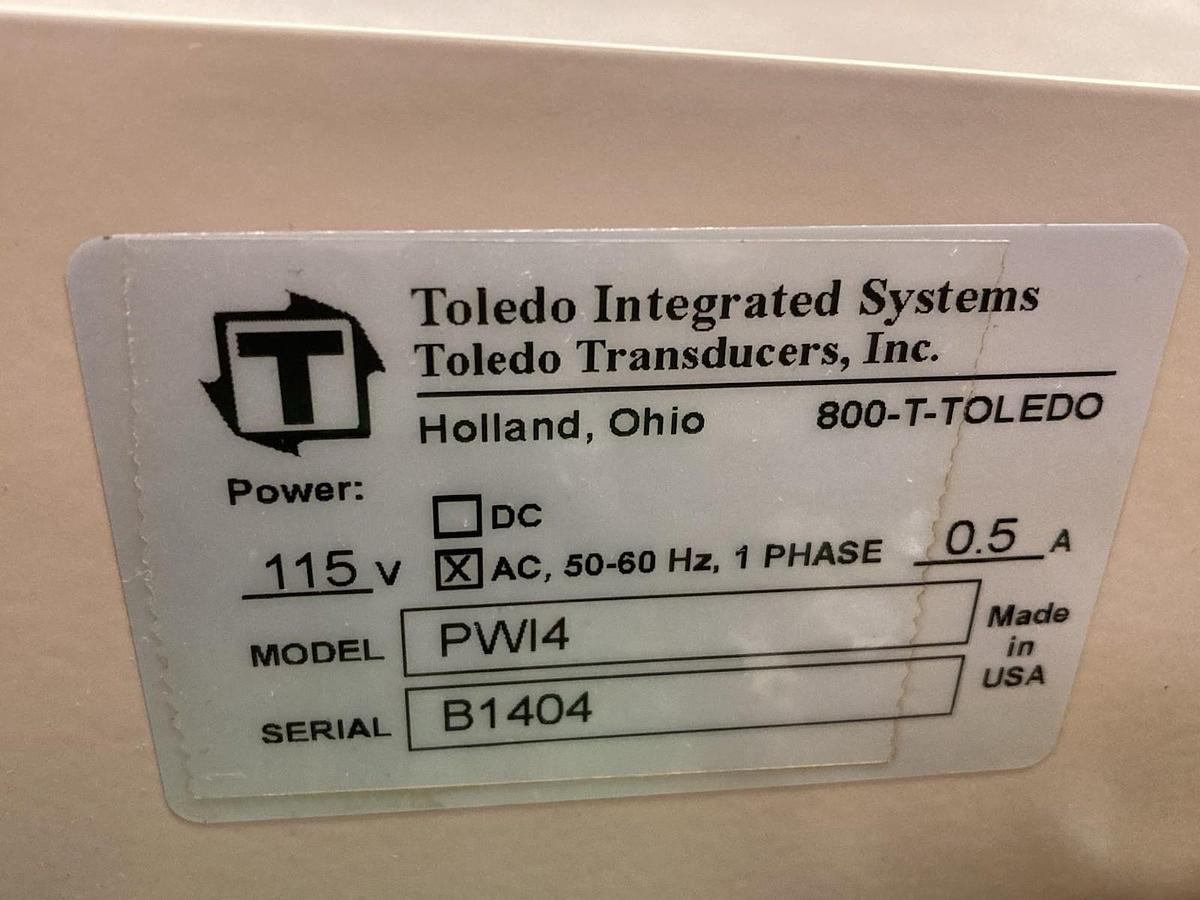 T
Toledo Integrated Systems
Toledo Transducers, Inc.
Holland, Ohio 800-T-TOLEDO
Power:
DC
115 V X AC, 50-60 Hz, 1 PHASE 0.5 A
MODEL PWI4
SERIAL B1404
Made
in
USA